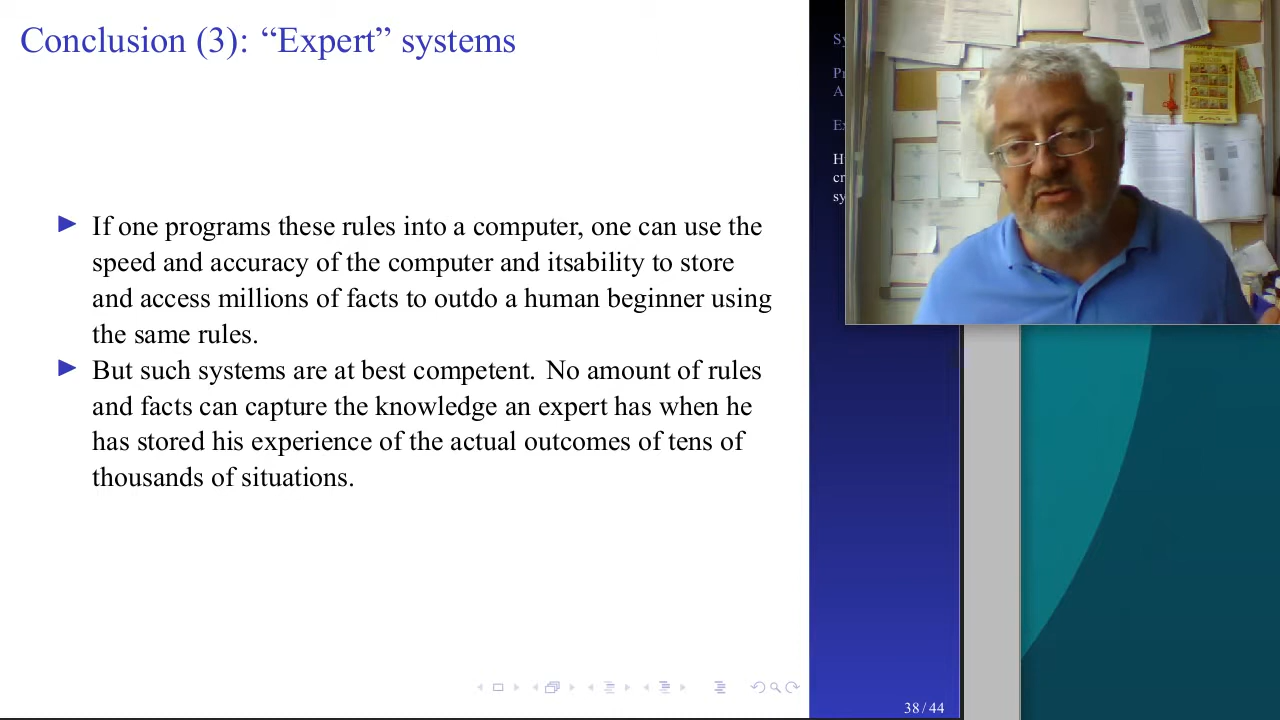 Conclusion (3): “Expert” systems
If one programs these rules into a computer, one can use the
speed and accuracy of the computer and itsability to store
and access millions of facts to outdo a human beginner using
the same rules.
But such systems are at best competent. No amount of rules
and facts can capture the knowledge an expert has when he
has stored his experience of the actual outcomes of tens of
thousands of situations.
38 / 44